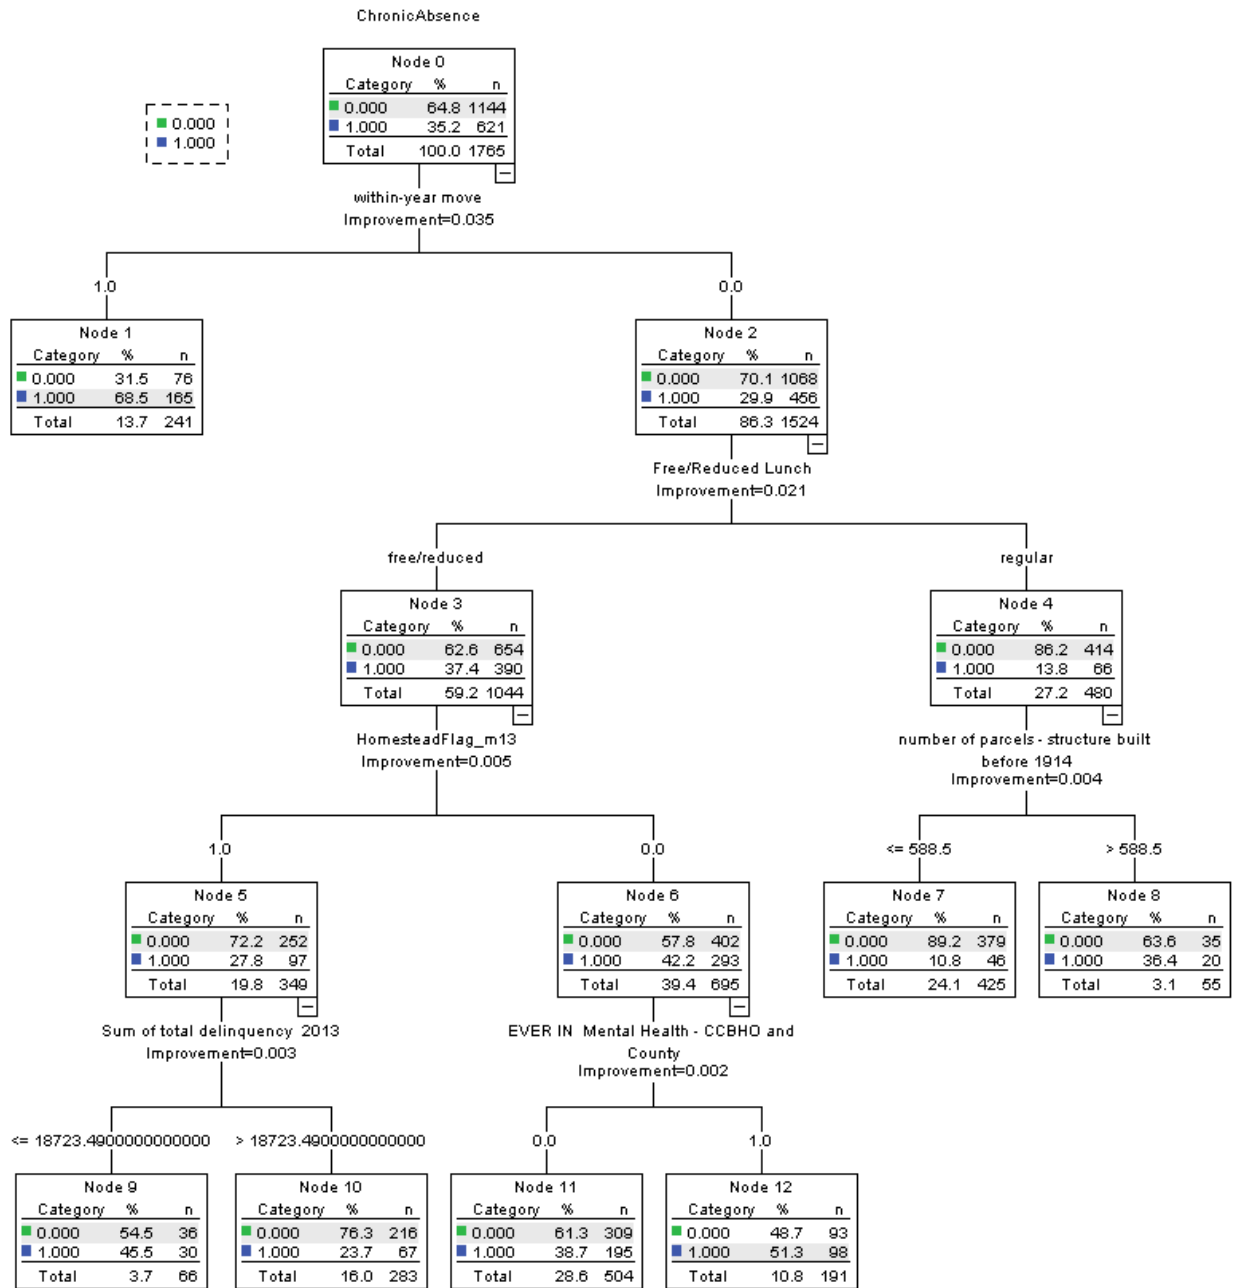 ChronicAbsence
0.000
1.000
Node 0
Category % n
0.000 64.8 1144
1.000 35.2 621
Total 100.0 1765
within-year move
Improvement=0.035
1.0
0.0
Node 1
Category % n
0.000 31.5 76
1.000 68.5 165
Total 13.7 241
Node 2
Category % n
0.000 70.1 1068
1.000 29.9 456
Total 86.3 1524
Free/Reduced Lunch
Improvement=0.021
free/reduced
regular
Node 3
Category % n
0.000 62.6 654
1.000 37.4 390
Total 59.2 1044
HomesteadFlag_m13
Improvement=0.005
Node 4
Category % n
0.000 86.2 414
1.000 13.8 66
Total 27.2 480
number of parcels - structure built
before 1914
Improvement=0.004
1.0
0.0
<= 588.5
> 588.5
Node 5
Category % n
0.000 72.2 252
1.000 27.8 97
Total 19.8 349
Sum of total delinquency 2013
Improvement=0.003
Node 6
Category % n
0.000 57.8 402
1.000 42.2 293
Total 39.4 695
EVER IN Mental Health - CCBHO and
County
Improvement=0.002
Node 7
Category % n
0.000 89.2 379
1.000 10.8 46
Total 24.1 425
Node 8
Category % n
0.000 63.6 35
1.000 36.4 20
Total 3.1 55
<= 18723.4900000000000
> 18723.4900000000000
0.0
1.0
Node 9
Category % n
0.000 54.5 36
1.000 45.5 30
Total 3.7 66
Node 10
Category % n
0.000 76.3 216
1.000 23.7 67
Total 16.0 283
Node 11
Category % n
0.000 61.3 309
1.000 38.7 195
Total 28.6 504
Node 12
Category % n
0.000 48.7 93
1.000 51.3 98
Total 10.8 191